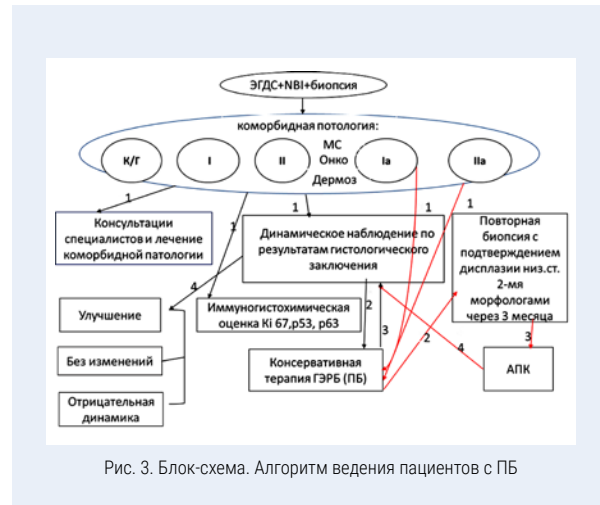 ЭГДС+NBI+биопсия
коморбидная патология:
МС
К/Г
I
II
Онко
Ia
IIa
Дермоз
1
1
1
1
1
Консультации
специалистов и лечение
коморбидной патологии
Динамическое наблюдение по
результатам гистологического
заключения
Повторная
биопсия с
подтверждением
дисплазии низ.ст.
2-мя
морфологами
через 3 месяца
4
2
3
2
4
3
Улучшение
Без изменений
Отрицательная
динамика
Иммуногистохимическая
оценка Ki 67,p53, p63
Консервативная
терапия ГЭРБ (ПБ)
АПК
Рис. 3. Блок-схема. Алгоритм ведения пациентов с ПБ